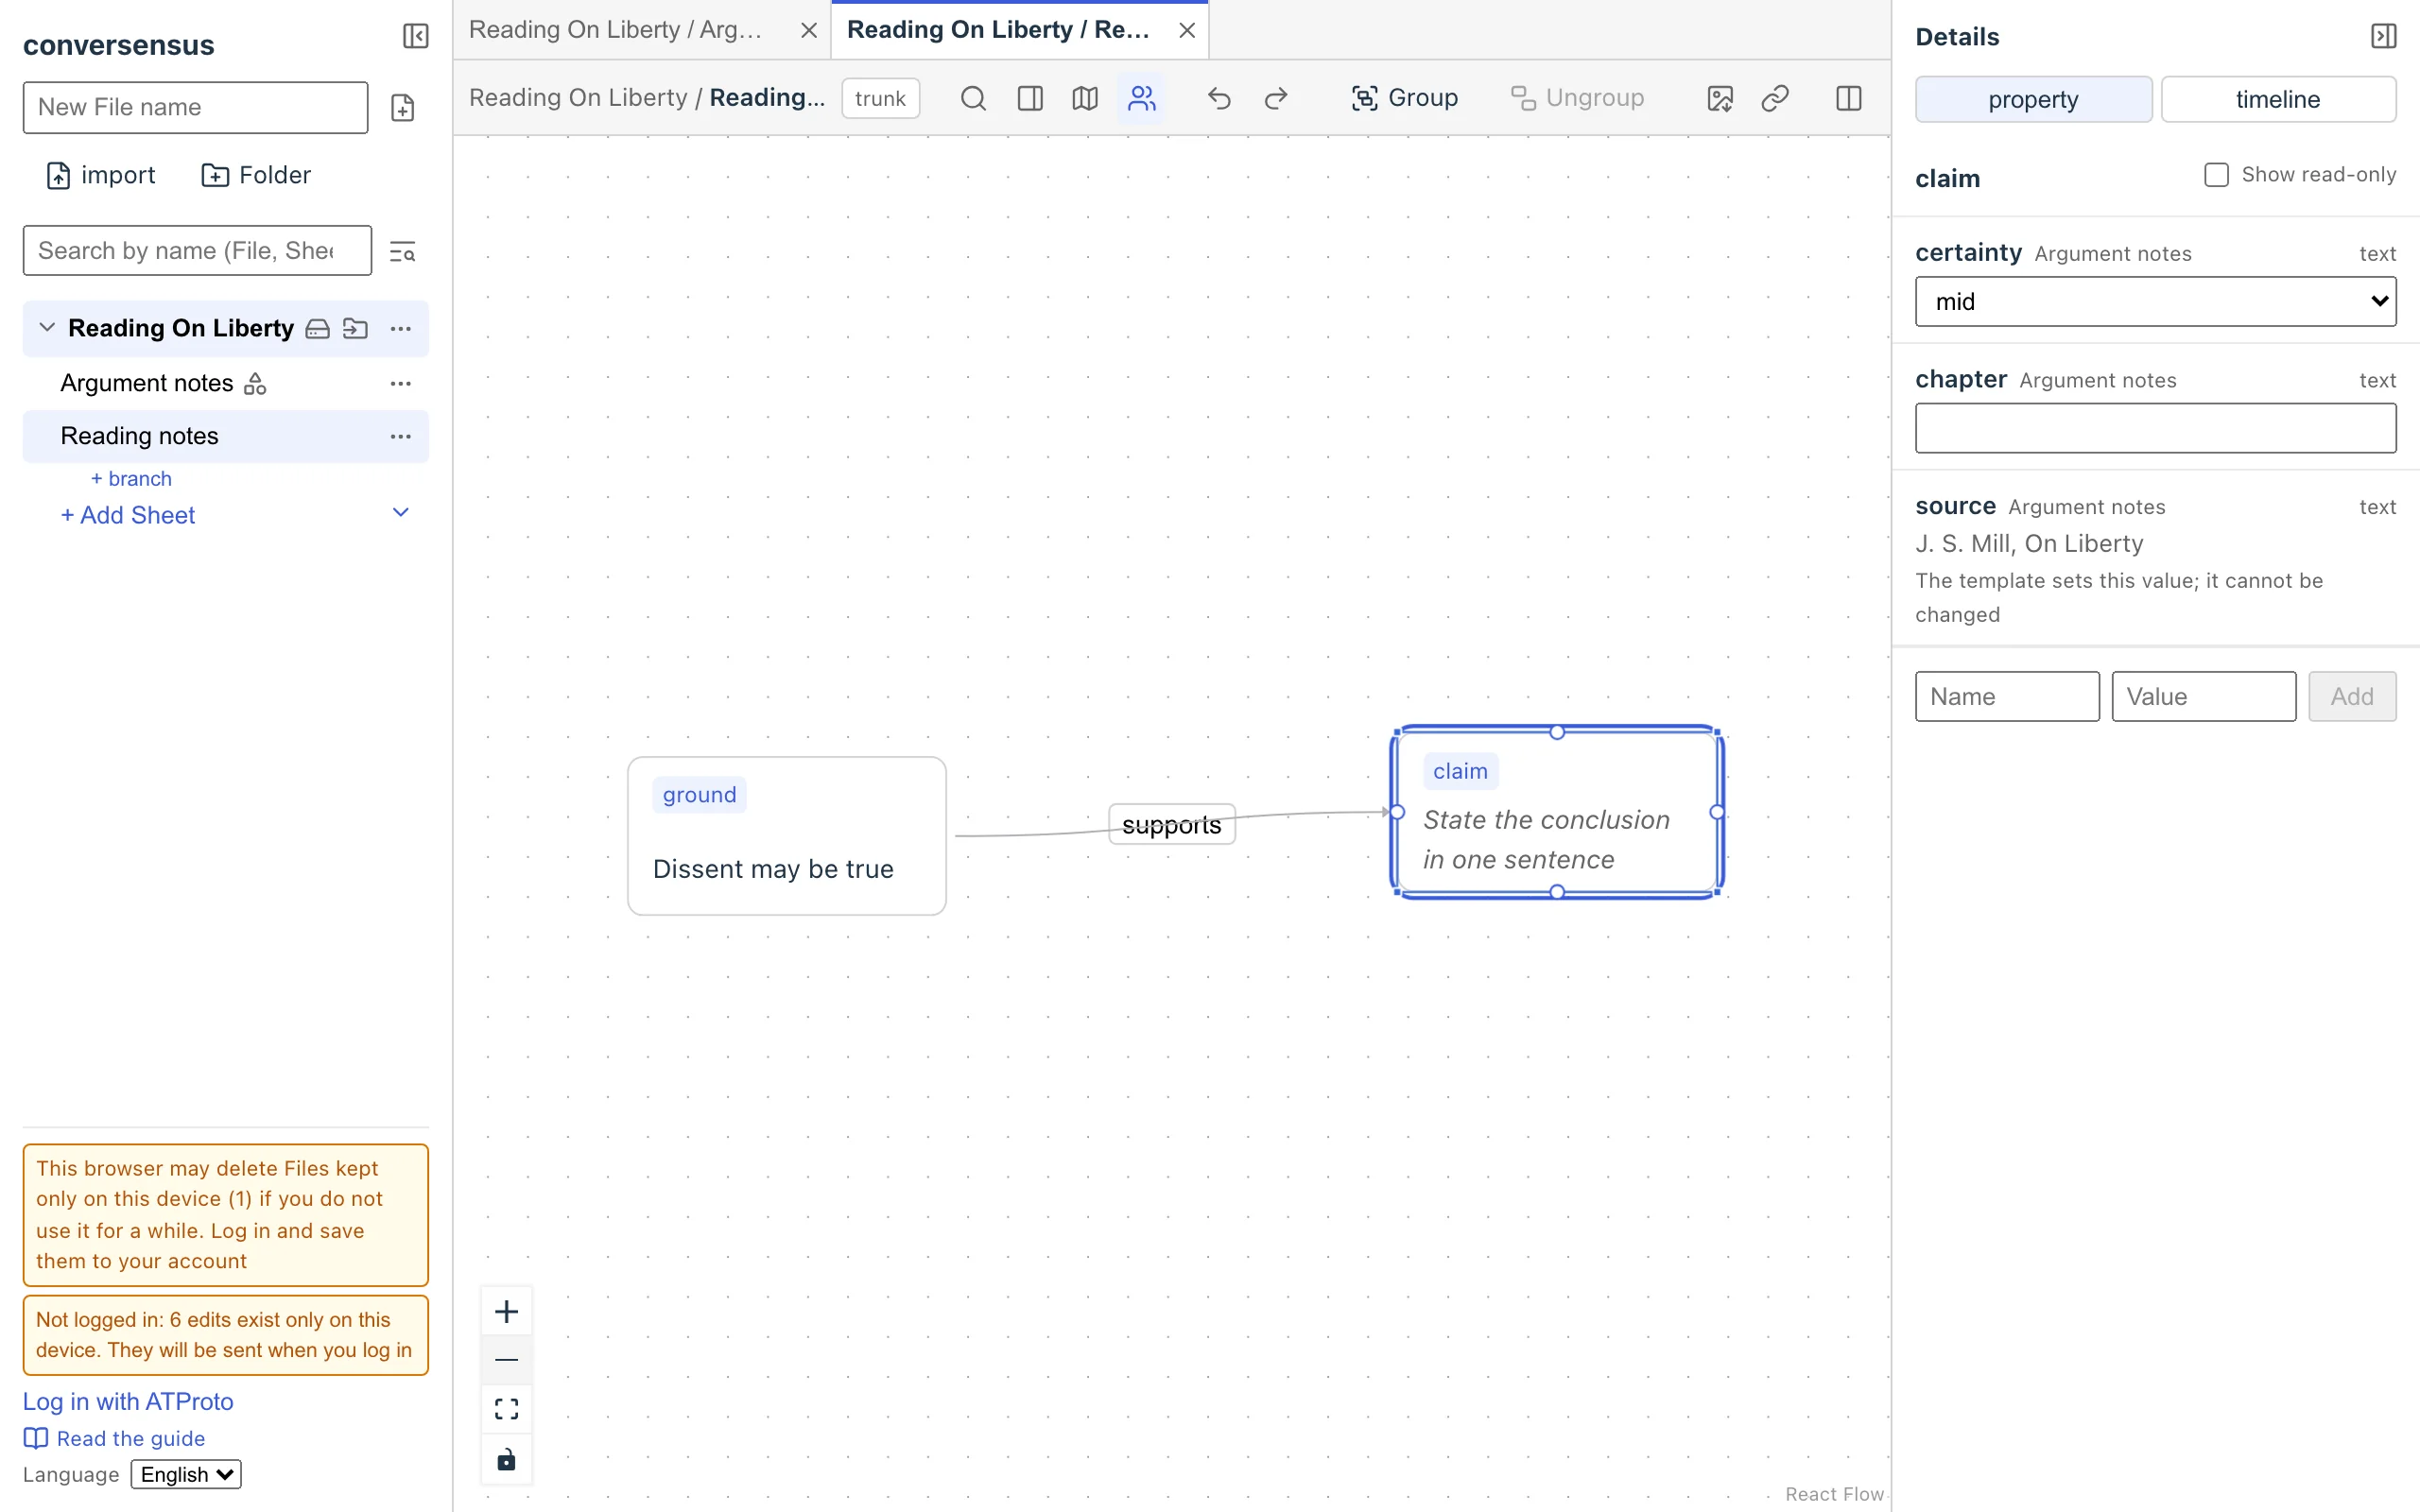 conversensus
New File name
import
Folder
Search by name (File, Shee
Reading On Liberty
Argument notes
Reading notes
+ branch
+ Add Sheet
This browser may delete Files kept
only on this device (1) if you do not
use it for a while. Log in and save
them to your account
Not logged in: 6 edits exist only on this
device. They will be sent when you log in
Log in with ATProto
Read the guide
Language English
Reading On Liberty / Arg...
Reading On Liberty / Re...
Reading On Liberty / Reading...
trunk
Group
Ungroup
ground
Dissent may be true
supports
claim
State the conclusion
in one sentence
React Flow
Details
property
timeline
claim
Show read-only
certainty Argument notes text
mid
chapter Argument notes text
source Argument notes text
J. S. Mill, On Liberty
The template sets this value; it cannot be
changed
Name
Value
Add